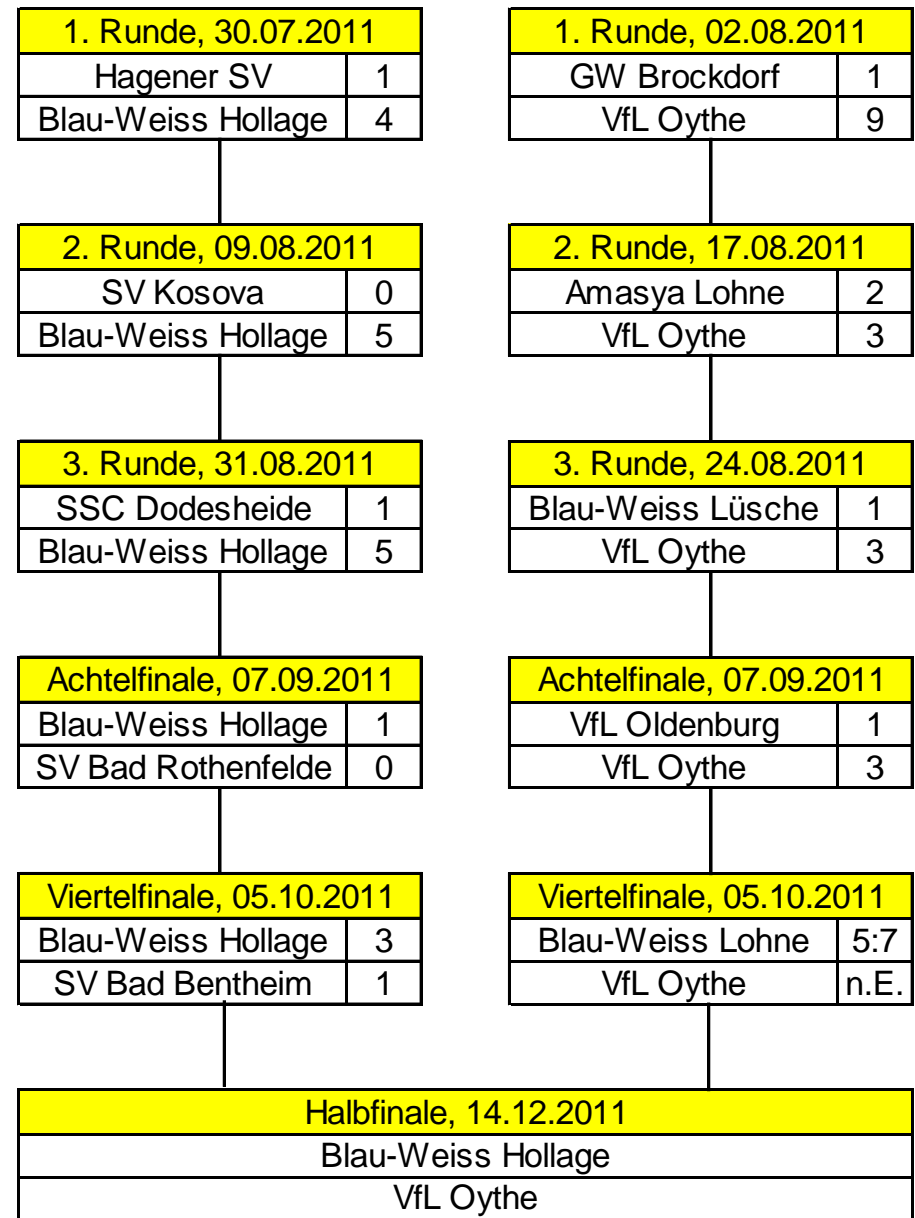 1. Runde, 30.07.2011
Hagener SV 1
Blau-Weiss Hollage 4
2. Runde, 09.08.2011
SV Kosova 0
Blau-Weiss Hollage 5
3. Runde, 31.08.2011
SSC Dodesheide 1
Blau-Weiss Hollage 5
Achtelfinale, 07.09.2011
Blau-Weiss Hollage 1
SV Bad Rothenfelde 0
Viertelfinale, 05.10.2011
Blau-Weiss Hollage 3
SV Bad Bentheim 1
1. Runde, 02.08.2011
GW Brockdorf 1
VfL Oythe 9
2. Runde, 17.08.2011
Amasya Lohne 2
VfL Oythe 3
3. Runde, 24.08.2011
Blau-Weiss Lüsche 1
VfL Oythe 3
Achtelfinale, 07.09.2011
VfL Oldenburg 1
VfL Oythe 3
Viertelfinale, 05.10.2011
Blau-Weiss Lohne 5:7
VfL Oythe n.E.
Halbfinale, 14.12.2011
Blau-Weiss Hollage
VfL Oythe